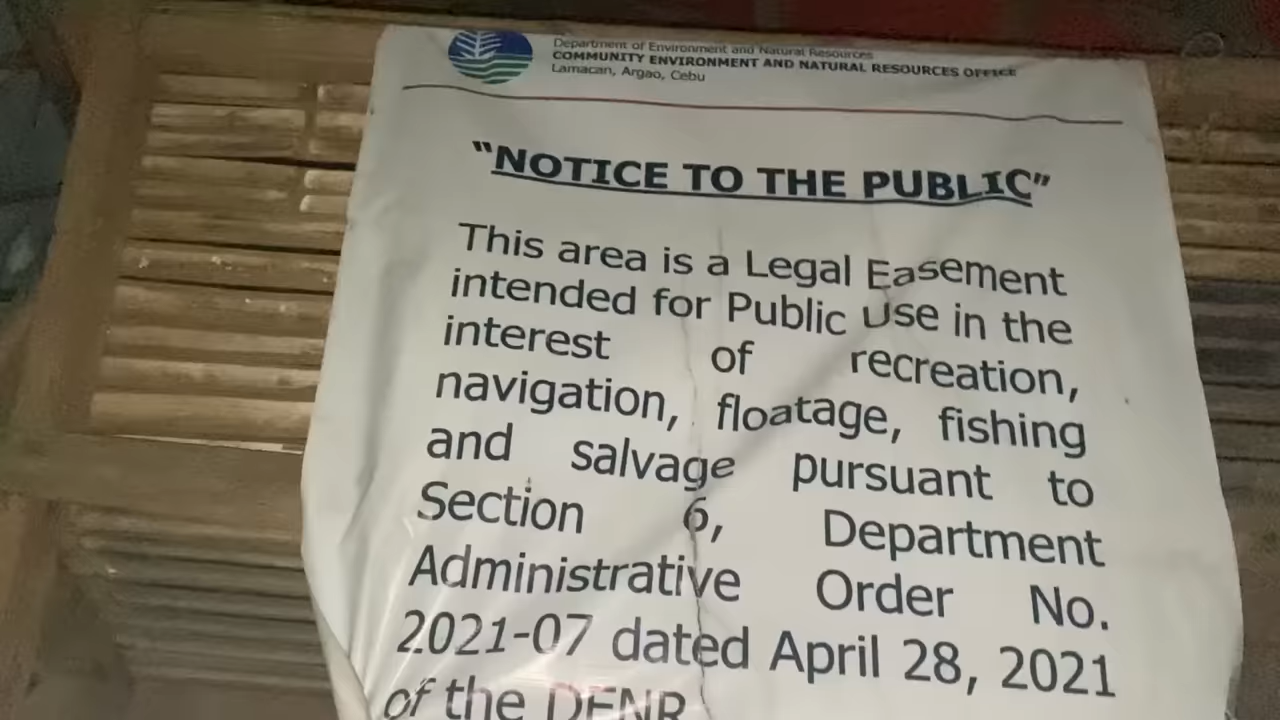 Department of Environment and Natural Resources
COMMUNITY ENVIRONMENT AND NATURAL RESOURCES OFFICE
Lamacan, Argao, Cebu
"NOTICE TO THE PUBLIC"
This area is a Legal Easement
intended for Public Use in the
interest of recreation,
navigation, floatage, fishing
and salvage pursuant to
Section 6, Department
Administrative Order No.
2021-07 dated April 28, 2021
of the DENR